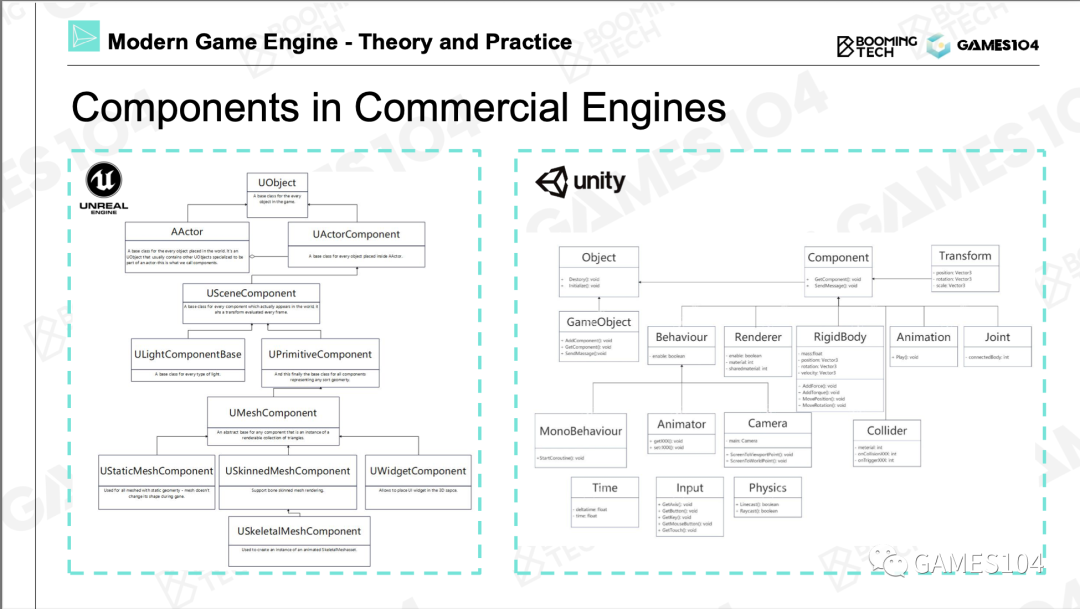 Modern Game Engine - Theory and Practice
BOOMING
TECH
GAMES104
Components in Commercial Engines
UNREAL
ENGINE
UObject
A base class for the every
object in the game.
AActor
A base class for the every object placed in the world. It's an
UObject that usually contains other UObjects specialized to be
part of an actor: this is what we call components.
UActorComponent
A base class for every object placed inside AActor.
USceneComponent
A base class for every component which actually appears in the world. It
a transform evaluated every frame.
ULightComponentBase
A base class for every type of light.
UPrimitiveComponent
And this finally the base class for all components
representing any sort geometry.
UMeshComponent
An abstract base for any component that is an instance of a
renderable collection of triangles.
UStaticMeshComponent
Used for all meshed with static geometry - mesh doesn't
change its shape during game.
USkinnedMeshComponent
Support bone skinned mesh rendering.
UWidgetComponent
Allows to place UI widget in the 3D space.
USkeletalMeshComponent
Used to create an instance of an animated SkeletalMesh asset.
unity
Object
+ Destory(): void
+ Initialize(): void
Component
+ GetComponent(): void
+ SendMessage(): void
Transform
- position: Vector3
- rotation: Vector3
- scale: Vector3
GameObject
+ AddComponent(): void
+ GetComponent(): void
+ SendMessage():void
Behaviour
- enable: boolean
Renderer
- enable: boolean
- material: int
- sharematerial: int
RigidBody
- mass:float
- position: Vector3
- rotation: Vector3
- velocity: Vector3
+ AddForce(): void
+ AddTorque(): void
+ MovePosition(): void
+ MoveRotation(): void
Animation
+ Play(): void
Joint
- connectedBody: int
MonoBehaviour
+StartCoroutine(): void
Animator
+ getXXX(): void
+ setXXX(): void
Camera
- main: Camera
+ ScreenToViewportPoint(): void
+ ScreenToWorldPoint(): void
Collider
- material: int
Time
- deltatime: float
- time: float
Input
+ GetAxis(): void
+ GetButton(): void
+ GetKey(): void
+ GetMouseButton(): void
+ GetTouch(): void
Physics
+ Linecast(): boolean
+ Raycast(): boolean
GAMES104